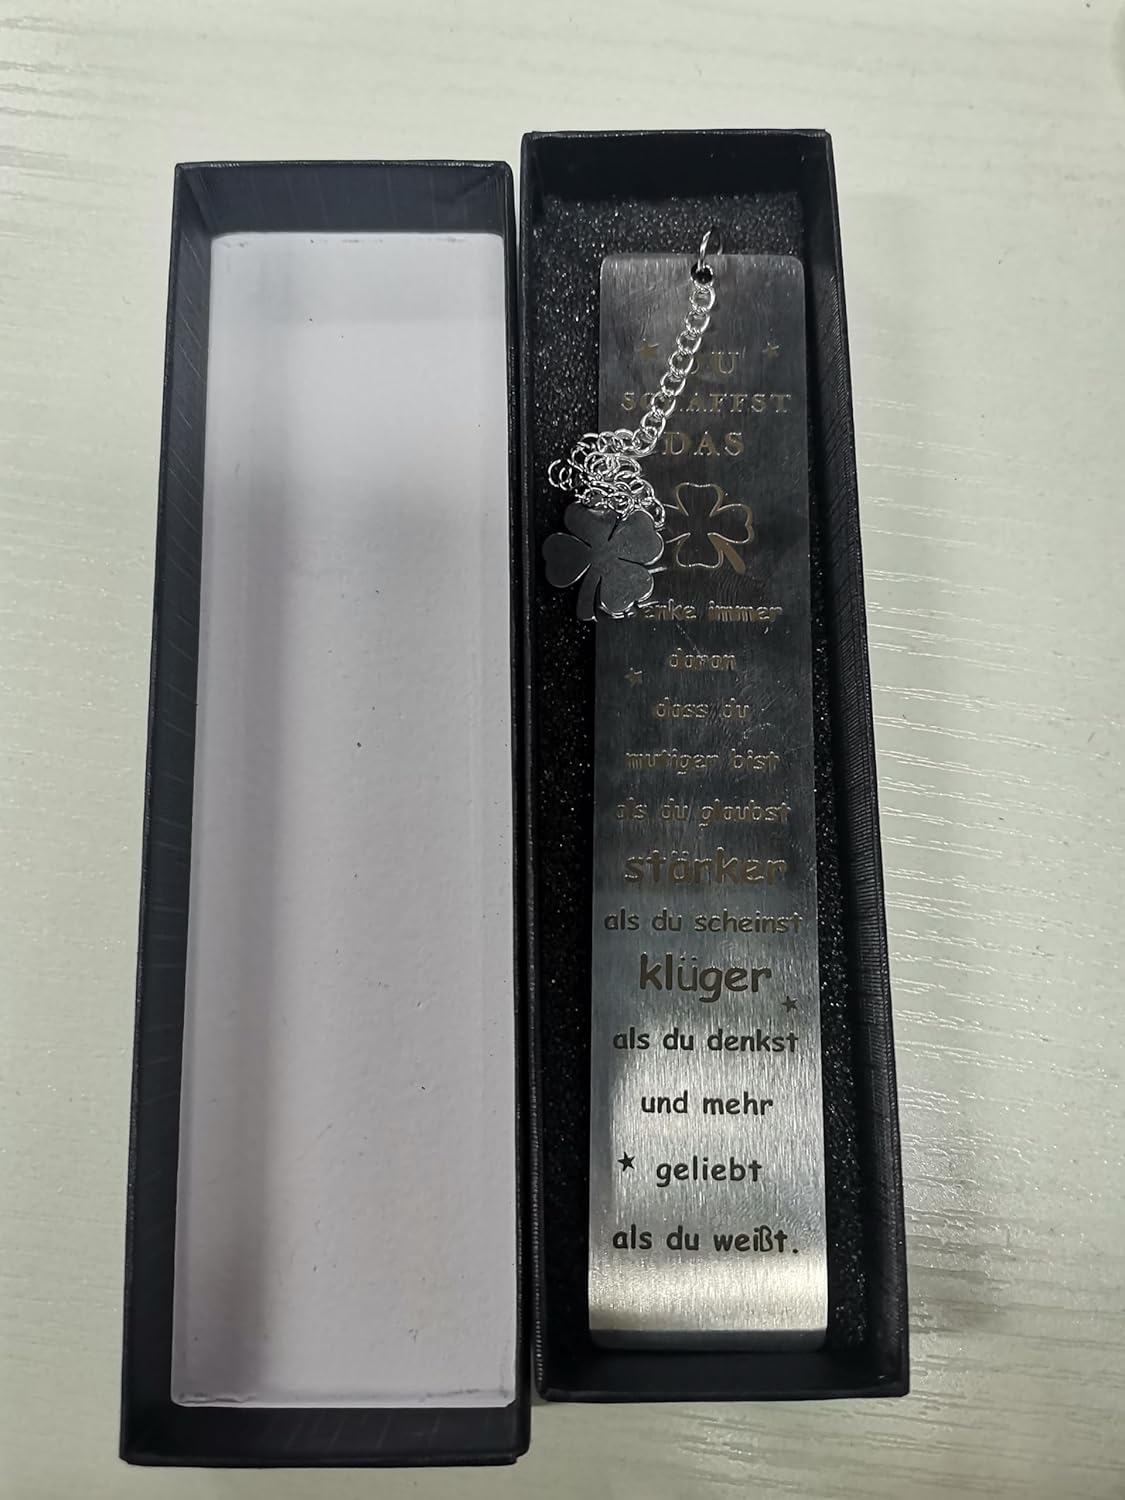 DU
SCHAFFST
DAS
denke immer
daran
dass du
mutiger bist
als du glaubst
stärker
als du scheinst
klüger
als du denkst
und mehr
geliebt
als du weißt.